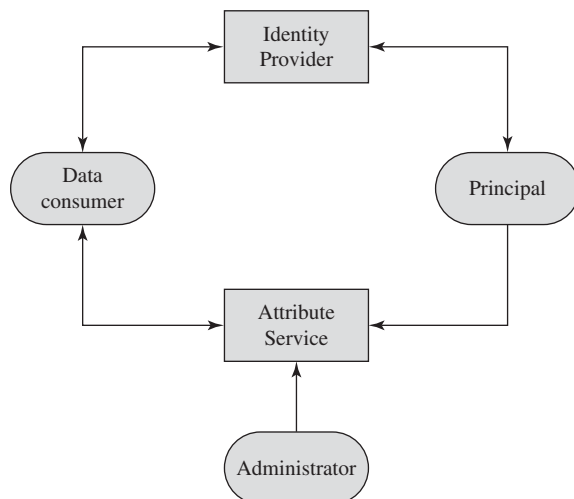 Identity
Provider
Data
consumer
Principal
Attribute
Service
Administrator